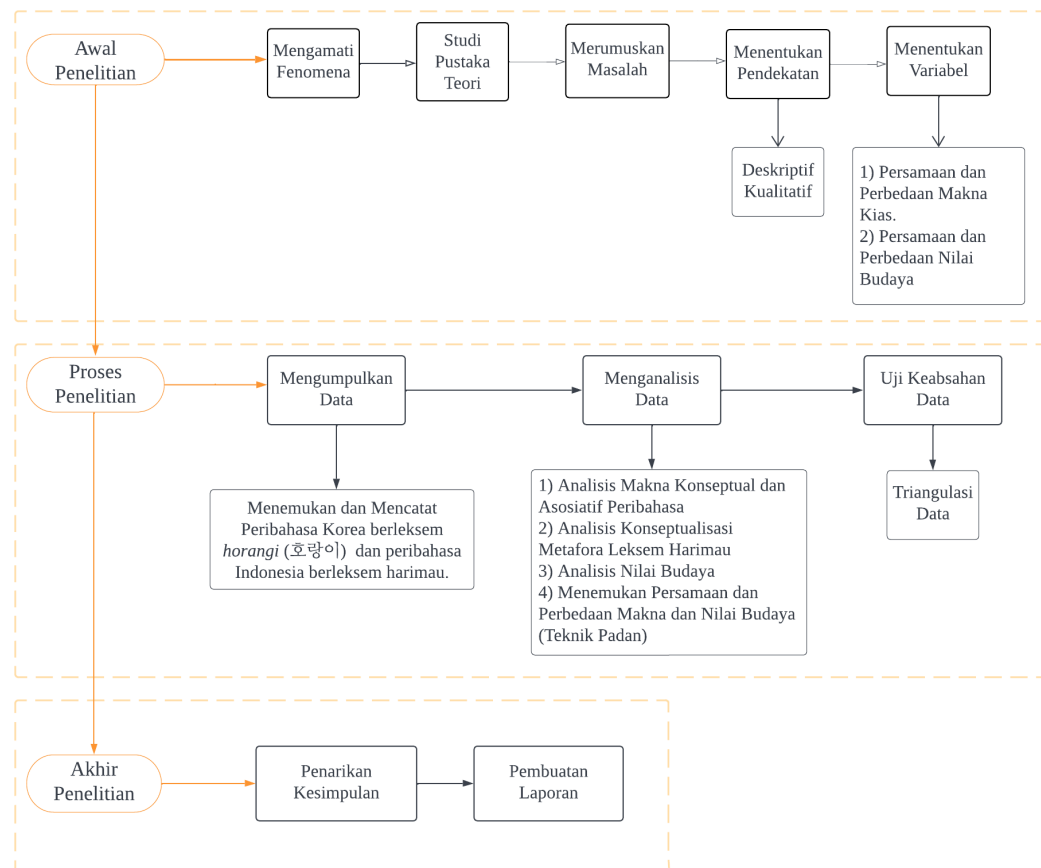 Awal
Penelitian
Mengamati
Fenomena
Studi
Pustaka
Teori
Merumuskan
Masalah
Menentukan
Pendekatan
Menentukan
Variabel
Deskriptif
Kualitatif
1) Persamaan dan
Perbedaan Makna
Kias.
2) Persamaan dan
Perbedaan Nilai
Budaya
Proses
Penelitian
Mengumpulkan
Data
Menganalisis
Data
Uji Keabsahan
Data
Menemukan dan Mencatat
Peribahasa Korea berleksem
horangi (호랑이) dan peribahasa
Indonesia berleksem harimau.
1) Analisis Makna Konseptual dan
Asosiatif Peribahasa
2) Analisis Konseptualisasi
Metafora Leksem Harimau
3) Analisis Nilai Budaya
4) Menemukan Persamaan dan
Perbedaan Makna dan Nilai Budaya
(Teknik Padan)
Triangulasi
Data
Akhir
Penelitian
Penarikan
Kesimpulan
Pembuatan
Laporan